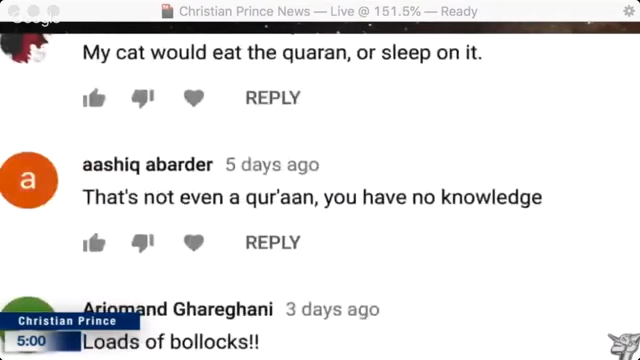 Christian Prince News — Live @ 151.5% — Ready
My cat would eat the quaran, or sleep on it.
REPLY
aashiq abarder 5 days ago
a
That's not even a qur'aan, you have no knowledge
REPLY
Ariomand Ghareghani 3 days ago
Christian Prince
5:00
Loads of bollocks!!